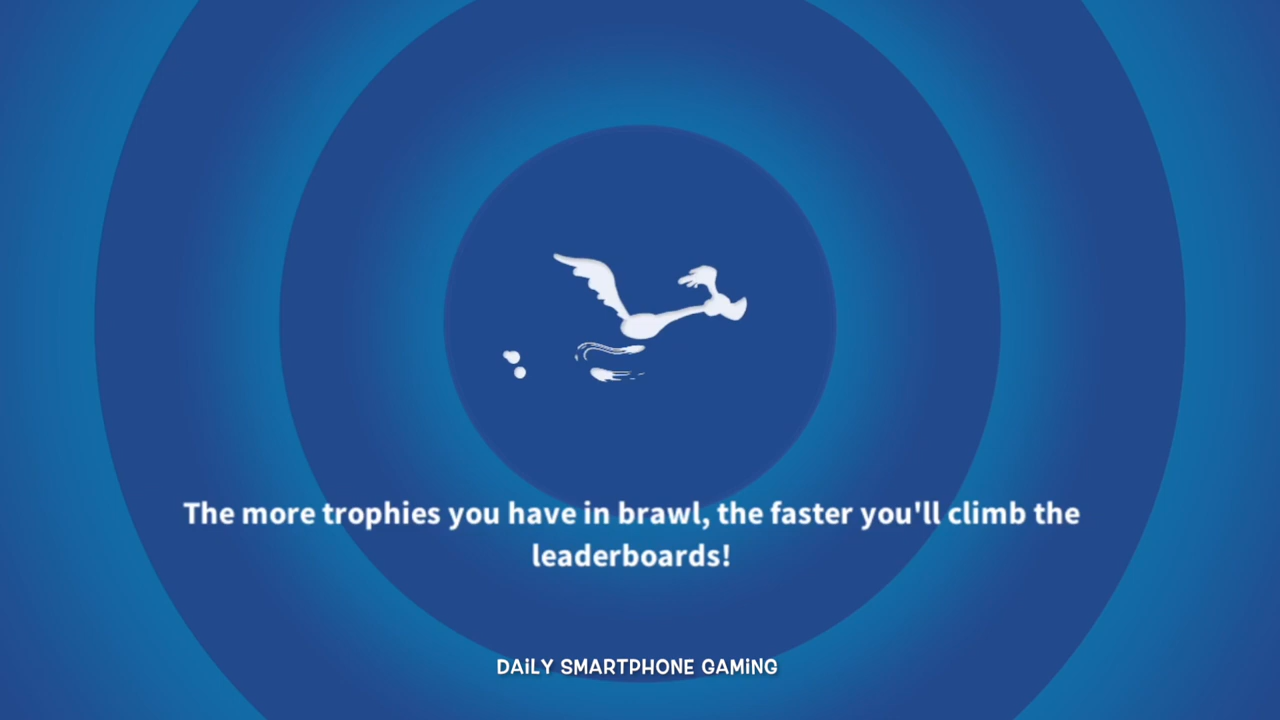 The more trophies you have in brawl, the faster you'll climb the
leaderboards!
DAiLY SMARTPHONE GAMiNG